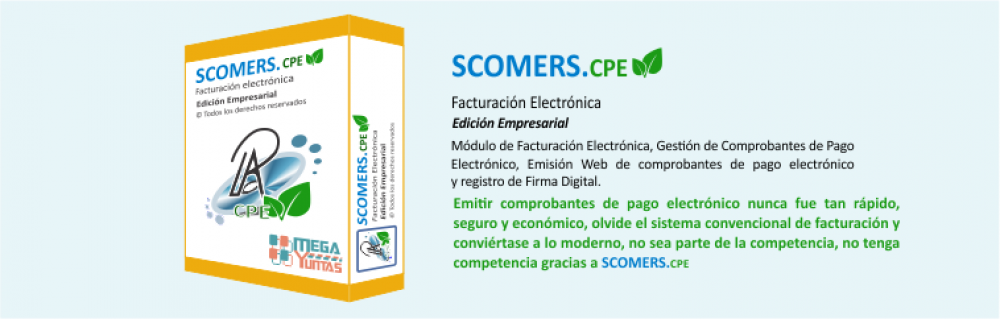 SCOMERS.CPE
Facturación electrónica
Edición Empresarial
© Todos los derechos reservados
CPE
MEGA
YUNTAS
SCOMERS.CPE
Facturación Electrónica
Edición Empresarial
© Todos los derechos reservados
SCOMERS.CPE
Facturación Electrónica
Edición Empresarial
Módulo de Facturación Electrónica, Gestión de Comprobantes de Pago
Electrónico, Emisión Web de comprobantes de pago electrónico
y registro de Firma Digital.
Emitir comprobantes de pago electrónico nunca fue tan rápido,
seguro y económico, olvide el sistema convencional de facturación y
conviértase a lo moderno, no sea parte de la competencia, no tenga
competencia gracias a SCOMERS.CPE